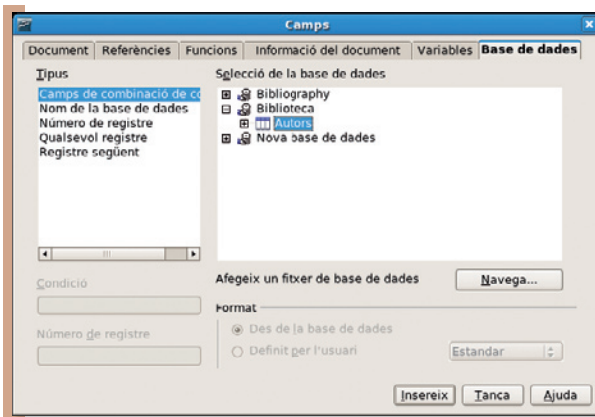 Camps
Document Referències Funcions Informació del document Variables Base de dades
Tipus
Camps de combinació de co
Nom de la base de dades
Número de registre
Qualsevol registre
Registre següent
Selecció de la base de dades
Bibliography
Biblioteca
Autors
Nova base de dades
Condició
Número de registre
Afegeix un fitxer de base de dades Navega...
Format
Des de la base de dades
Definit per l'usuari Estandar
Insereix Tanca Ajuda